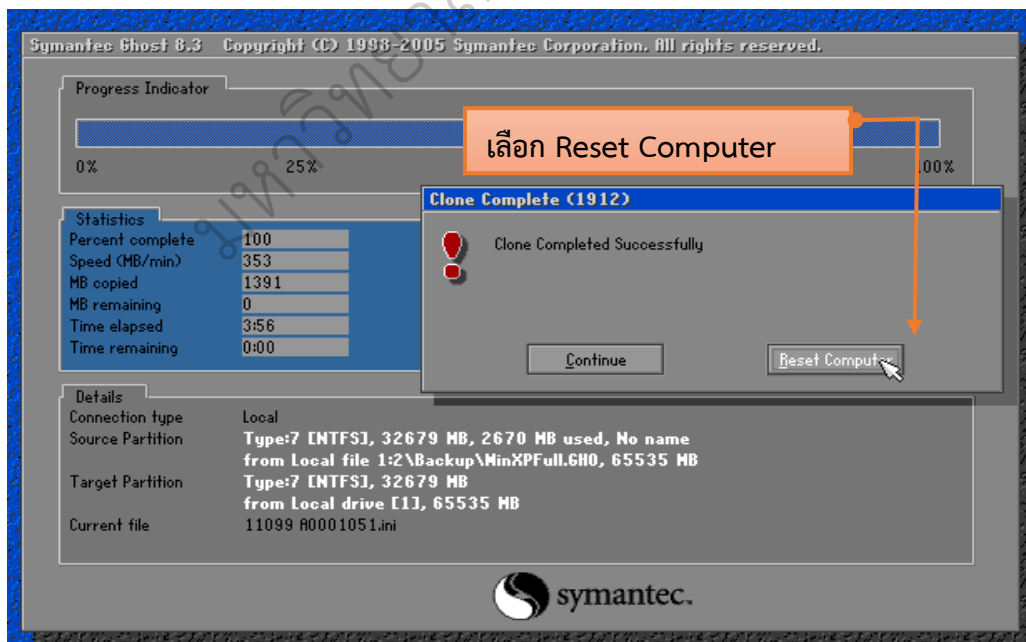 Symantec Ghost 8.3 Copyright (C) 1998-2005 Symantec Corporation. All rights reserved.
Progress Indicator
เลือก Reset Computer
0%
25%
100%
Clone Complete (1912)
Clone Completed Successfully
Continue
Reset Computer
Statistics
Percent complete 100
Speed (MB/min) 353
MB copied 1391
MB remaining 0
Time elapsed 3:56
Time remaining 0:00
Details
Connection type Local
Source Partition Type:7 [NTFS], 32679 MB, 2670 MB used, No name
from Local file 1:2\Backup\WinXPFull.GHO, 65535 MB
Target Partition Type:7 [NTFS], 32679 MB
from Local drive [1], 65535 MB
Current file 11099 A0001051.ini
symantec.